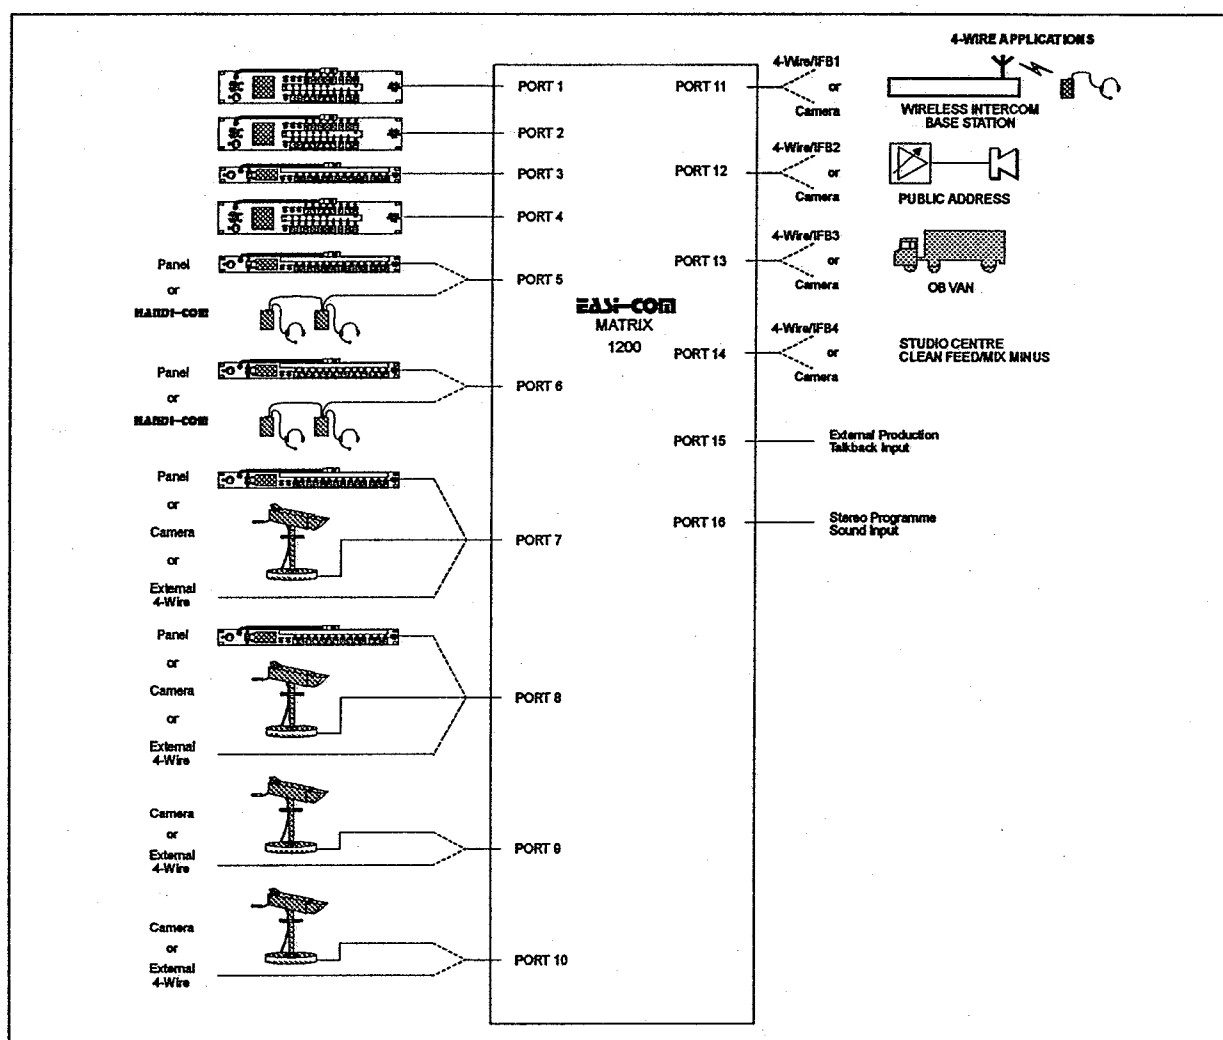 4-WIRE APPLICATIONS
PORT 1
PORT 2
PORT 3
PORT 4
Panel
or
HANDI-COM
PORT 5
Panel
or
HANDI-COM
PORT 6
Panel
or
Camera
or
External
4-Wire
PORT 7
Panel
or
Camera
or
External
4-Wire
PORT 8
Camera
or
External
4-Wire
PORT 9
Camera
or
External
4-Wire
PORT 10
EASI-COM
MATRIX
1200
PORT 11
4-Wire/IFB1
or
Camera
WIRELESS INTERCOM
BASE STATION
PORT 12
4-Wire/IFB2
or
Camera
PUBLIC ADDRESS
PORT 13
4-Wire/IFB3
or
Camera
OB VAN
PORT 14
4-Wire/IFB4
or
Camera
STUDIO CENTRE
CLEAN FEED/MIX MINUS
PORT 15
External Production
Talkback Input
PORT 16
Stereo Programme
Sound Input